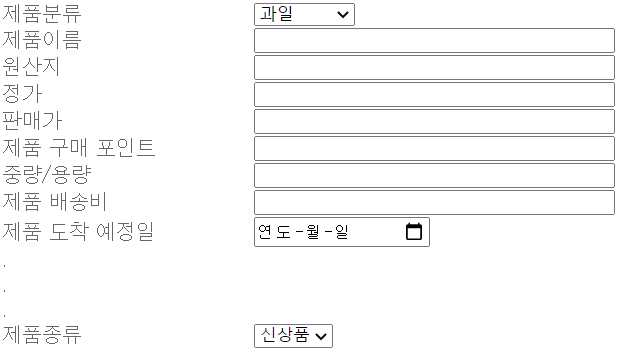 제품분류 과일
제품이름
원산지
정가
판매가
제품 구매 포인트
중량/용량
제품 배송비
제품 도착 예정일 연도-월-일
.
.
.
제품종류 신상품